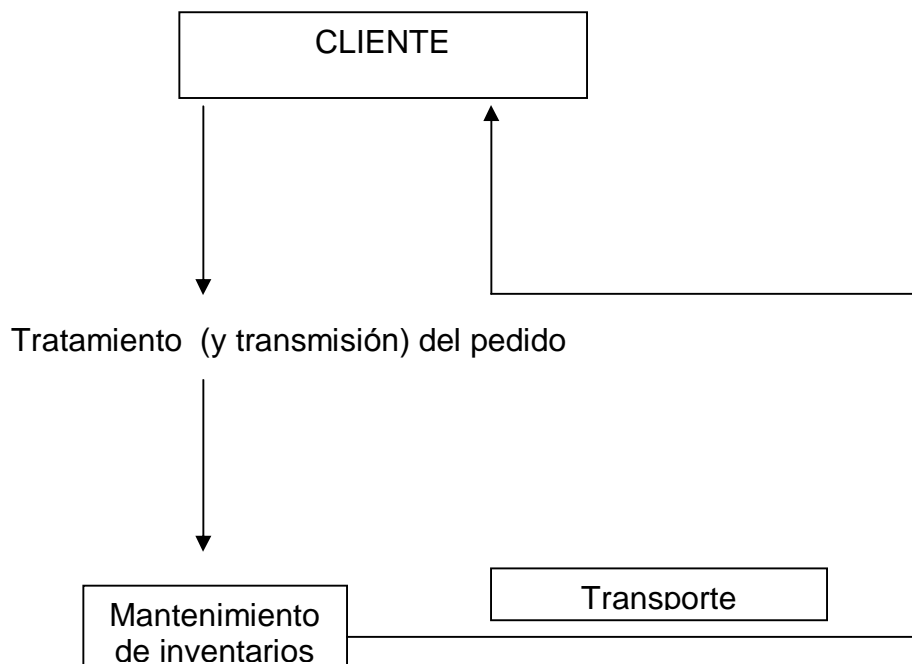 CLIENTE
Tratamiento (y transmisión) del pedido
Transporte
Mantenimiento
de inventarios